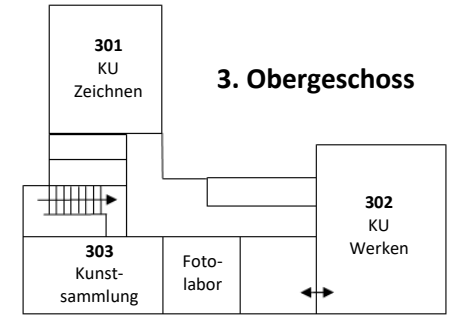 301
KU
Zeichnen
3. Obergeschoss
302
KU
Werken
303
Kunst-
sammlung
Foto-
labor